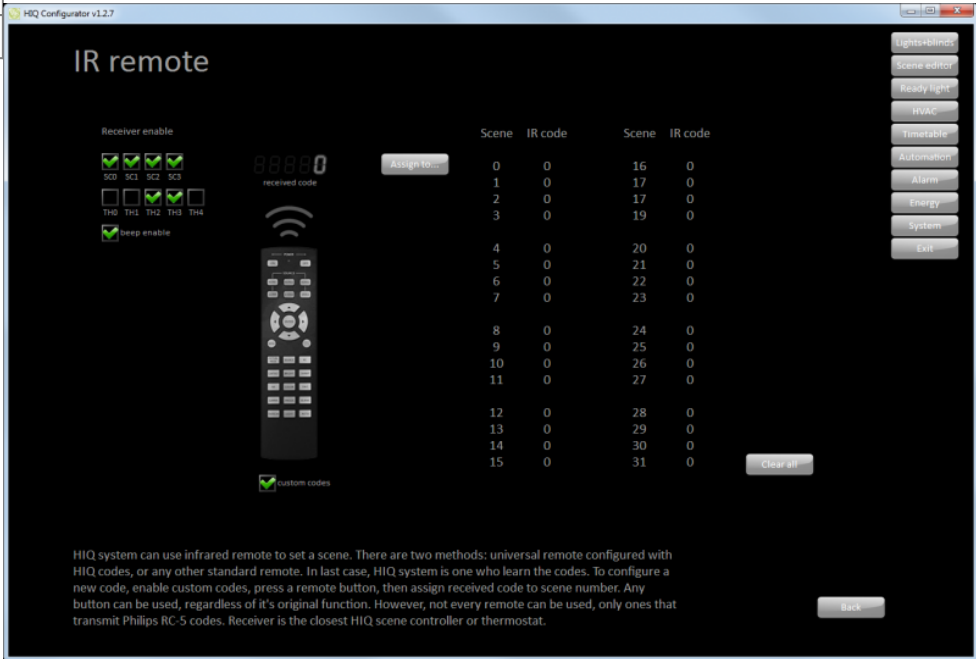 HIQ Configurator v1.2.7
IR remote
Lights+blinds
Scene editor
Ready light
HVAC
Timetable
Automation
Alarm
Energy
System
Exit
Receiver enable
SC0 SC1 SC2 SC3
TH0 TH1 TH2 TH3 TH4
beep enable
0
received code
Assign to...
custom codes
Scene IR code Scene IR code
0 0 16 0
1 0 17 0
2 0 17 0
3 0 19 0
4 0 20 0
5 0 21 0
6 0 22 0
7 0 23 0
8 0 24 0
9 0 25 0
10 0 26 0
11 0 27 0
12 0 28 0
13 0 29 0
14 0 30 0
15 0 31 0
Clear all
HIQ system can use infrared remote to set a scene. There are two methods: universal remote configured with
HIQ codes, or any other standard remote. In last case, HIQ system is one who learn the codes. To configure a
new code, enable custom codes, press a remote button, then assign received code to scene number. Any
button can be used, regardless of it's original function. However, not every remote can be used, only ones that
transmit Philips RC-5 codes. Receiver is the closest HIQ scene controller or thermostat.
Back